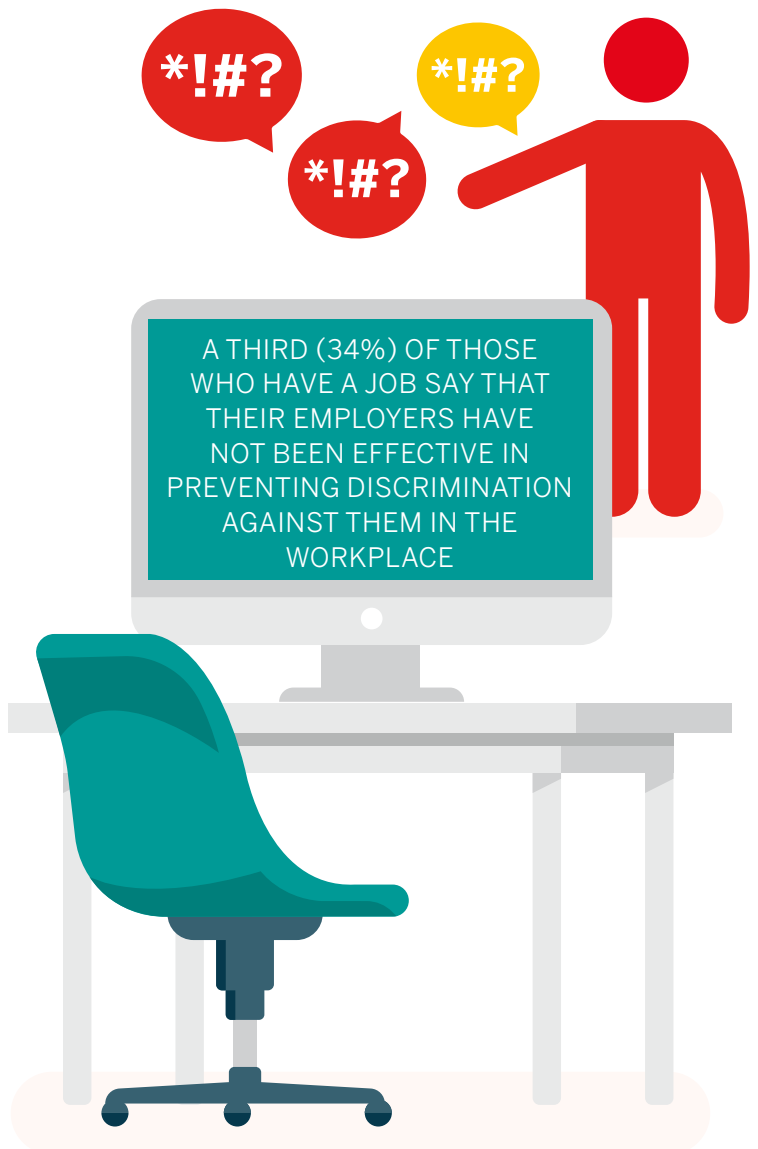 *!#?
*!#?
*!#?
A THIRD (34%) OF THOSE
WHO HAVE A JOB SAY THAT
THEIR EMPLOYERS HAVE
NOT BEEN EFFECTIVE IN
PREVENTING DISCRIMINATION
AGAINST THEM IN THE
WORKPLACE